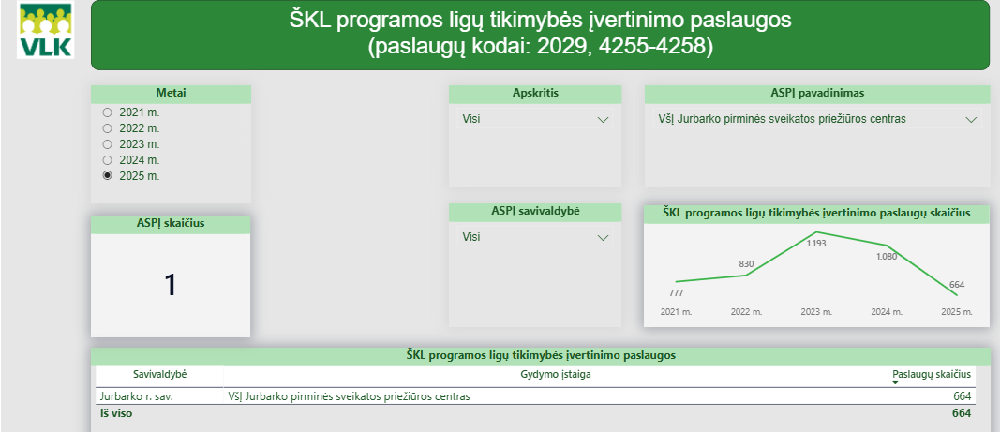 VLK
ŠKL programos ligų tikimybės įvertinimo paslaugos
(paslaugų kodai: 2029, 4255-4258)
Metai
2021 m.
2022 m.
2023 m.
2024 m.
2025 m.
Apskritis
Visi
ASPĮ pavadinimas
VšĮ Jurbarko pirminės sveikatos priežiūros centras
ASPĮ skaičius
1
ASPĮ savivaldybė
Visi
ŠKL programos ligų tikimybės įvertinimo paslaugų skaičius
777
830
1.193
1.080
664
2021 m. 2022 m. 2023 m. 2024 m. 2025 m.
ŠKL programos ligų tikimybės įvertinimo paslaugos
Savivaldybė Gydymo įstaiga Paslaugų skaičius
Jurbarko r. sav. VšĮ Jurbarko pirminės sveikatos priežiūros centras 664
Iš viso 664